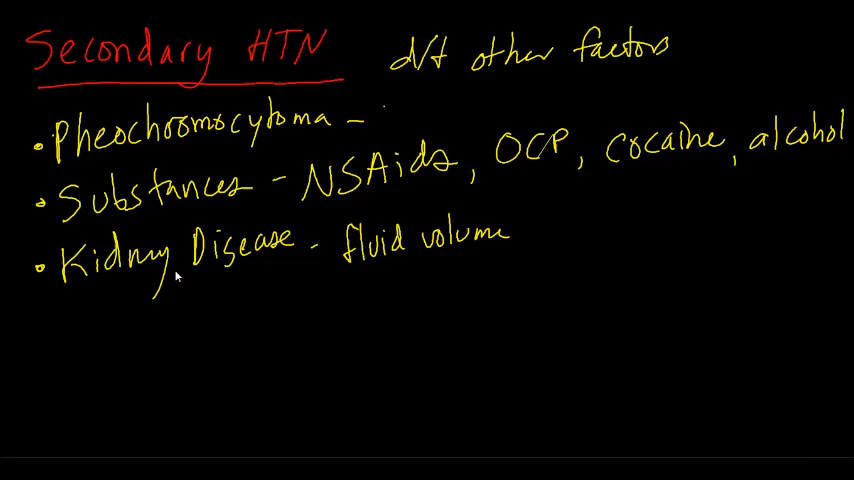 Secondary HTN d/t other factors
• Pheochromocytoma -
• Substances - NSAids, OCP, Cocaine, alcohol
• Kidney Disease - fluid volume